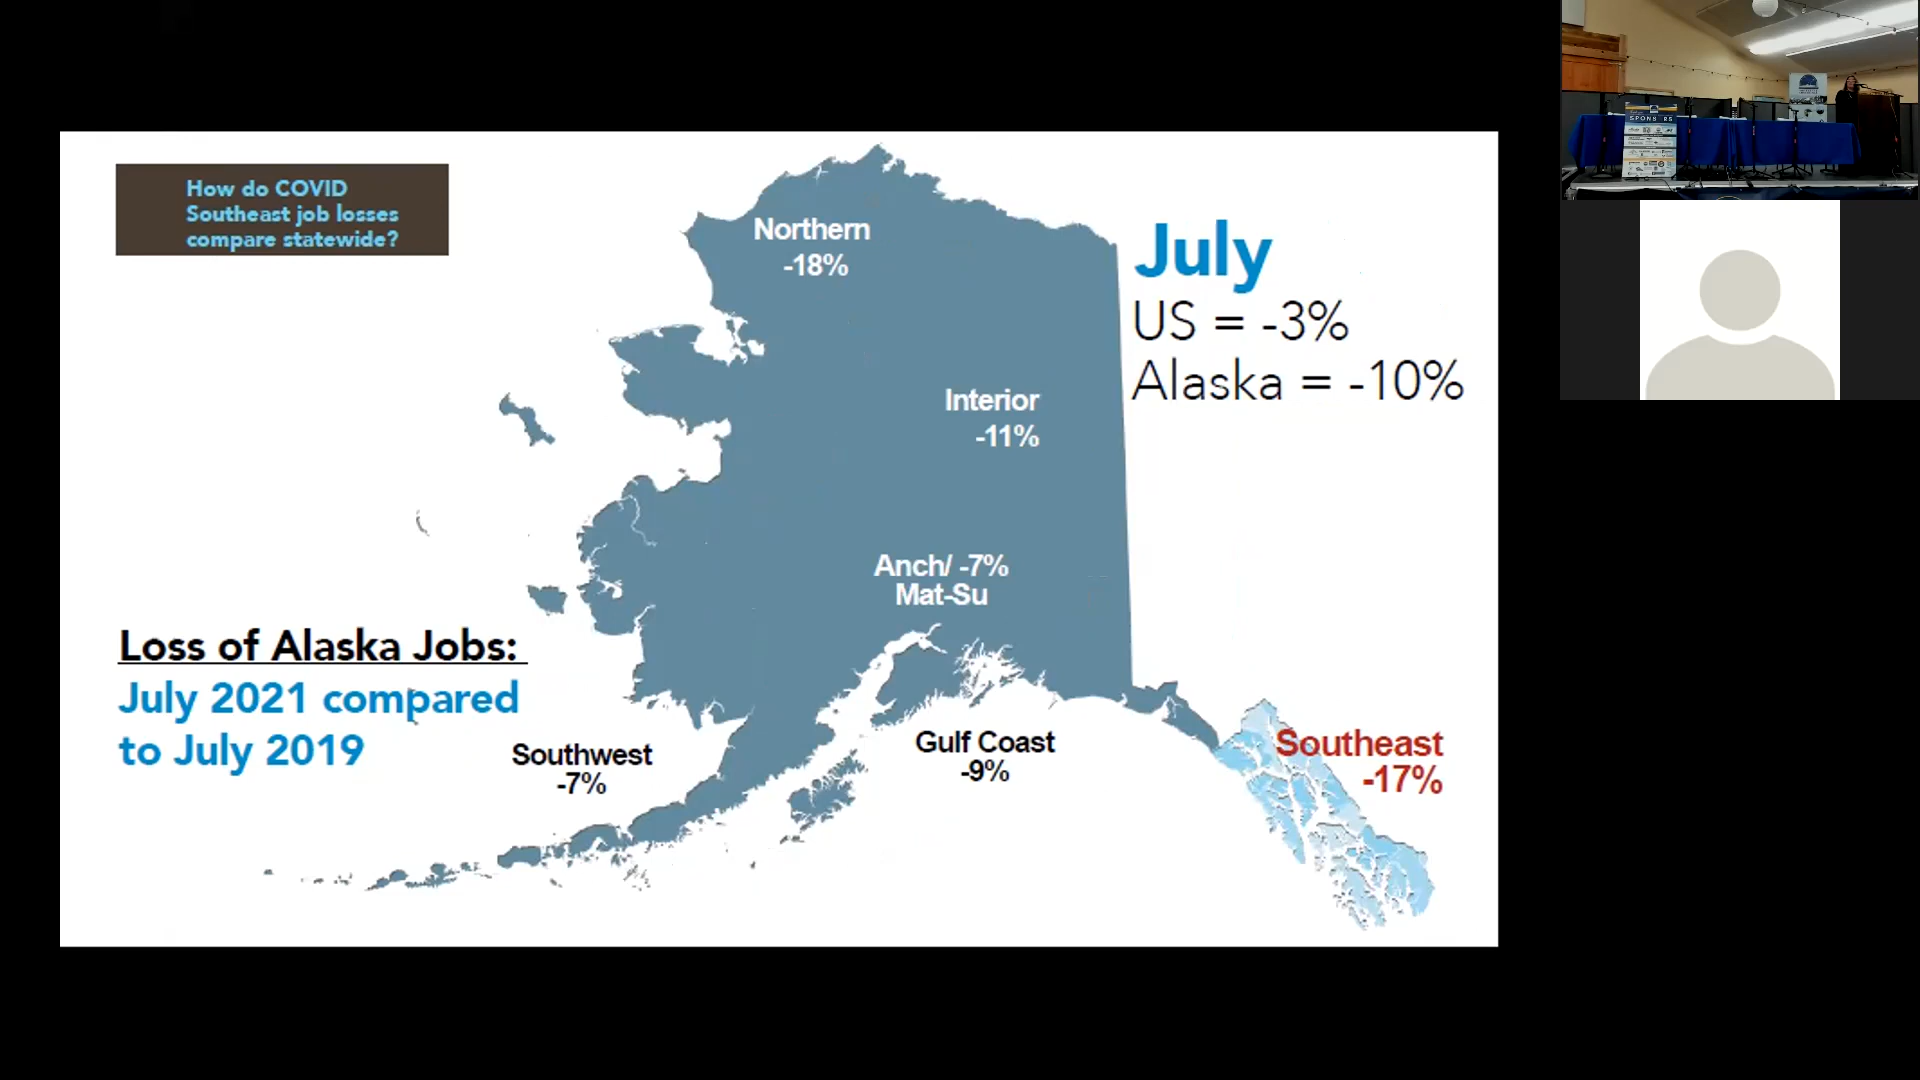 How do COVID
Southeast job losses
compare statewide?
Northern
-18%
July
US = -3%
Alaska = -10%
Interior
-11%
Anch/ -7%
Mat-Su
Loss of Alaska Jobs:
July 2021 compared
to July 2019
Southwest
-7%
Gulf Coast
-9%
Southeast
-17%